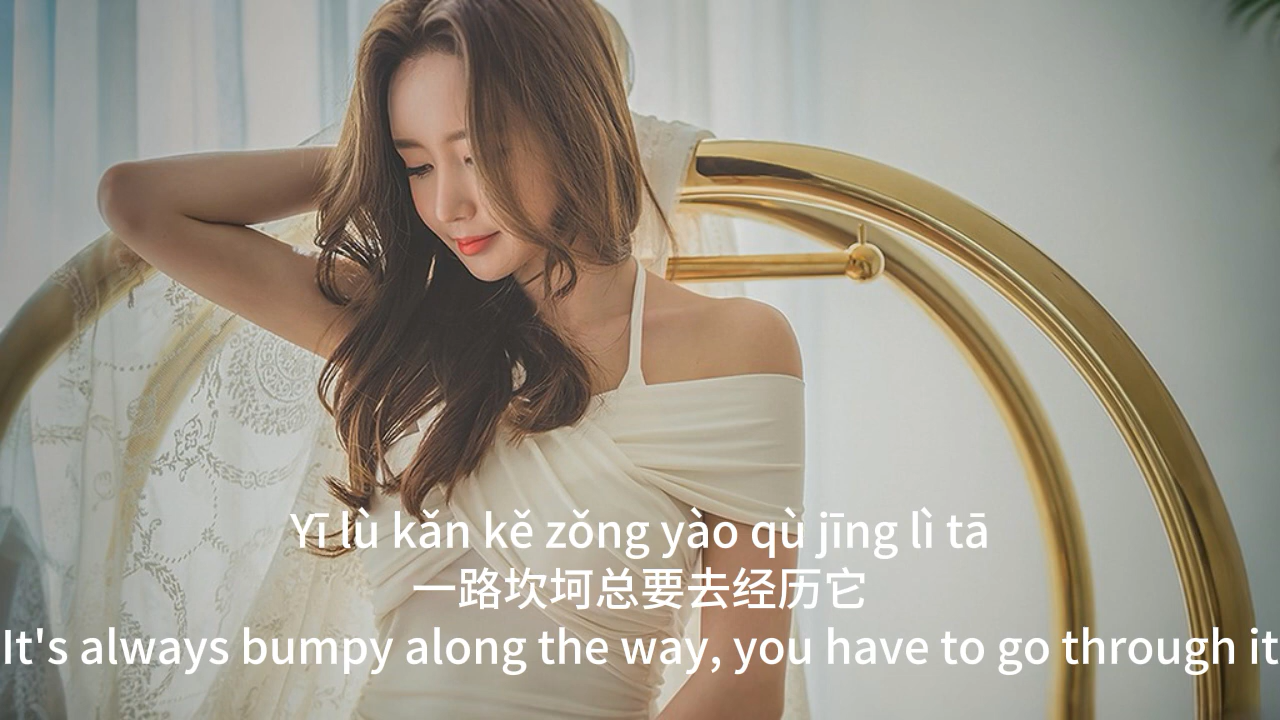 Yī lù kǎn kě zǒng yào qù jīng lì tā
一路坎坷总要去经历它
It's always bumpy along the way, you have to go through it